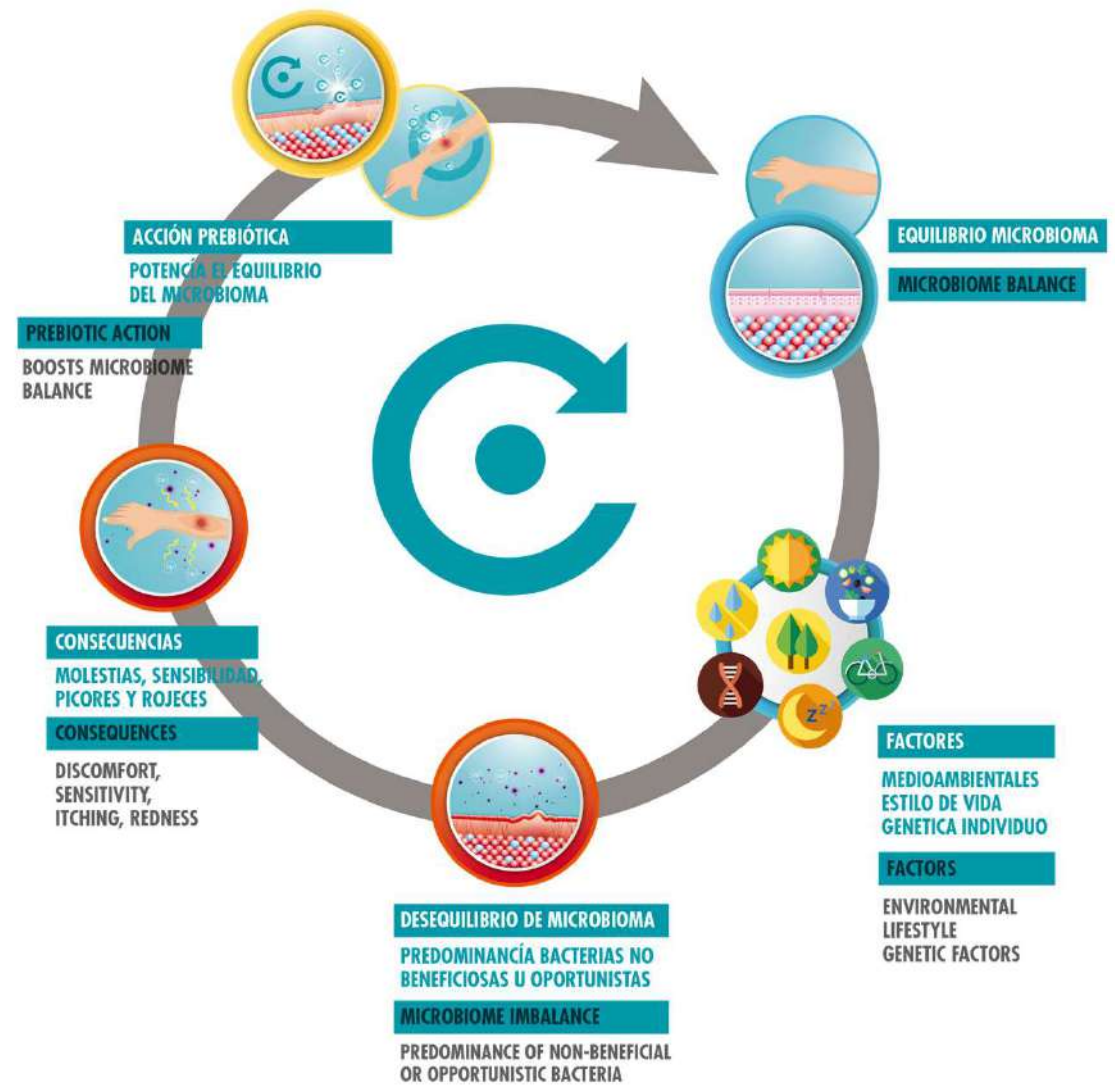 ACCIÓN PREBIÓTICA
POTENCÍA EL EQUILIBRIO
DEL MICROBIOMA
PREBIOTIC ACTION
BOOSTS MICROBIOME
BALANCE
EQUILIBRIO MICROBIOMA
MICROBIOME BALANCE
CONSECUENCIAS
MOLESTIAS, SENSIBILIDAD,
PICORES Y ROJECES
CONSEQUENCES
DISCOMFORT,
SENSITIVITY,
ITCHING, REDNESS
zzz
FACTORES
MEDIOAMBIENTALES
ESTILO DE VIDA
GENETICA INDIVIDUO
FACTORS
ENVIRONMENTAL
LIFESTYLE
GENETIC FACTORS
DESEQUILIBRIO DE MICROBIOMA
PREDOMINANCÍA BACTERIAS NO
BENEFICIOSAS U OPORTUNISTAS
MICROBIOME IMBALANCE
PREDOMINANCE OF NON-BENEFICIAL
OR OPPORTUNISTIC BACTERIA